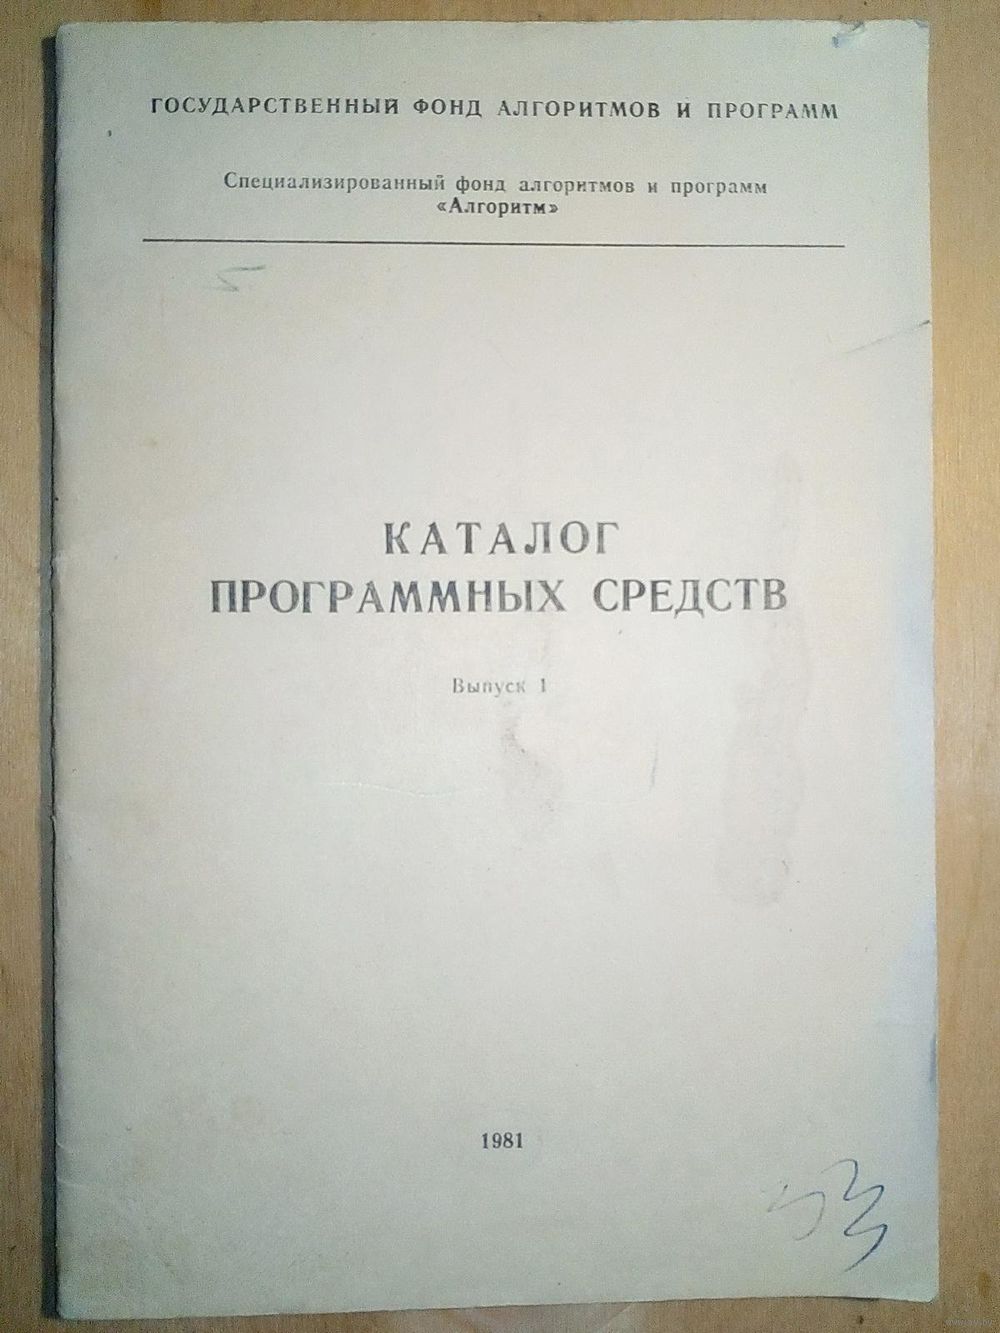 ГОСУДАРСТВЕННЫЙ ФОНД АЛГОРИТМОВ И ПРОГРАММ
Специализированный фонд алгоритмов и программ
«Алгоритм»
КАТАЛОГ
ПРОГРАММНЫХ СРЕДСТВ
Выпуск 1
1981